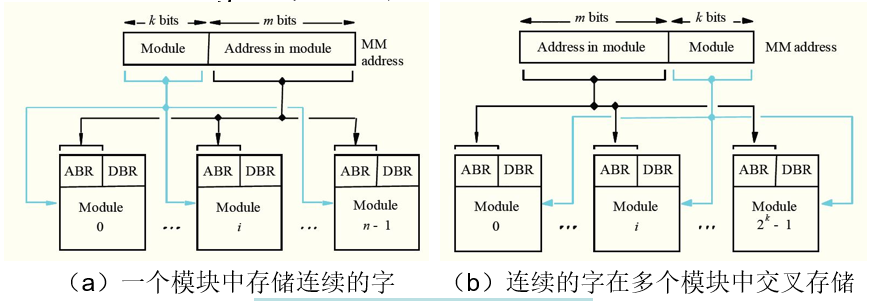 k bits m bits
Module Address in module MM address
ABR DBR ABR DBR ABR DBR
Module 0 ... Module i ... Module n - 1
(a)一个模块中存储连续的字
m bits k bits
Address in module Module MM address
ABR DBR ABR DBR ABR DBR
Module 0 ... Module i ... Module 2^k - 1
(b)连续的字在多个模块中交叉存储